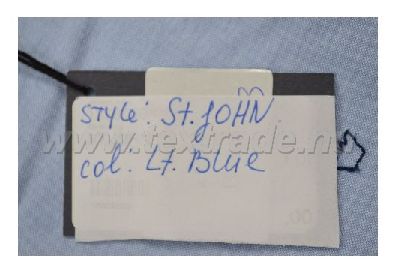 style: St. JOHN
www.textrade.n
col: Lt. Blue